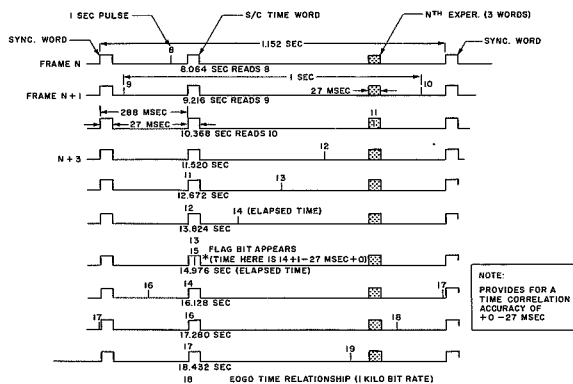 1 SEC PULSE
S/C TIME WORD
NTH EXPER. (3 WORDS)
SYNC. WORD
1.152 SEC
SYNC. WORD
8
FRAME N
8.064 SEC READS 8
1 SEC
9
27 MSEC
10
FRAME N+1
9.216 SEC READS 9
288 MSEC
27 MSEC
11
10.368 SEC READS 10
12
N+3
11.520 SEC
11
13
12.672 SEC
12
14 (ELAPSED TIME)
13.824 SEC
13
15
FLAG BIT APPEARS
*(TIME HERE IS 14+1-27 MSEC+0)
14.976 SEC (ELAPSED TIME)
16
14
17
16.128 SEC
17
16
18
17.280 SEC
17
19
18.432 SEC
18
EOGO TIME RELATIONSHIP (1 KILO BIT RATE)
NOTE:
PROVIDES FOR A
TIME CORRELATION
ACCURACY OF
+0 -27 MSEC